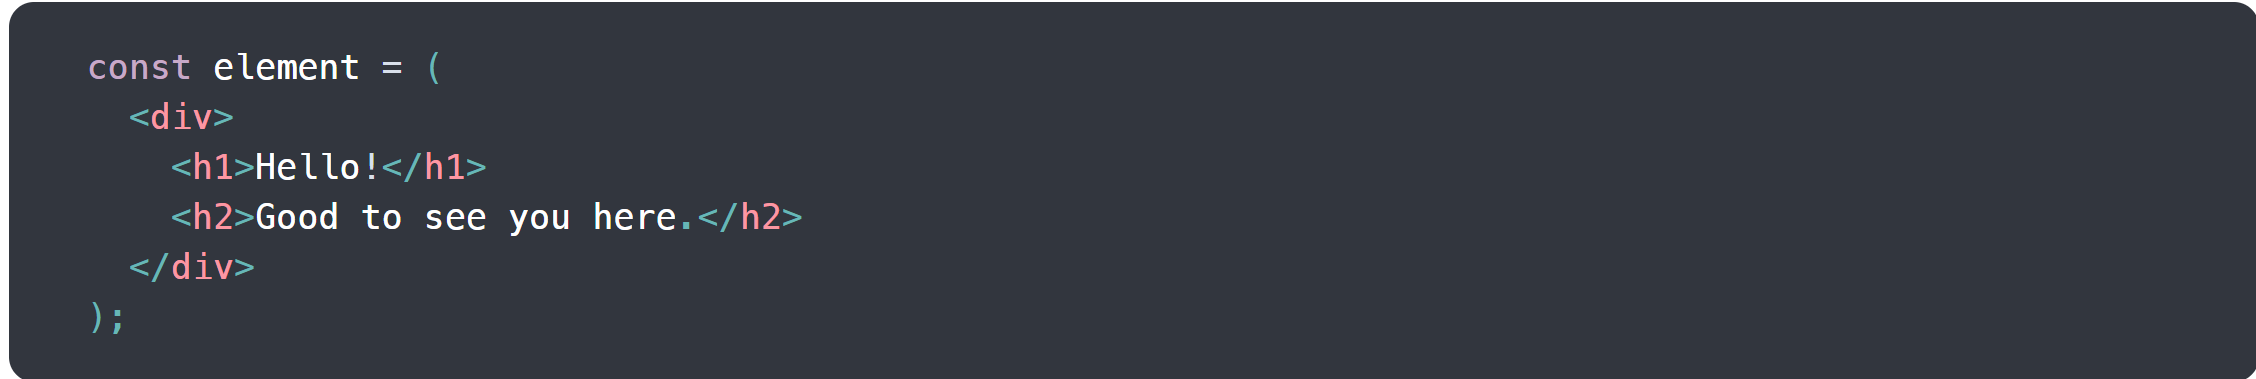 const element = (
  <div>
    <h1>Hello!</h1>
    <h2>Good to see you here.</h2>
  </div>
);